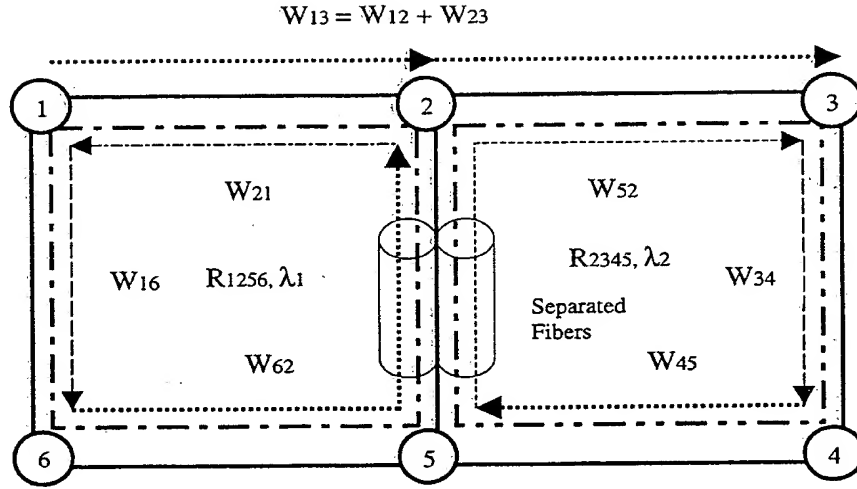 W13 = W12 + W23
1
2
3
W21
W52
W16
R1256, λ1
R2345, λ2
W34
Separated
Fibers
W62
W45
6
5
4